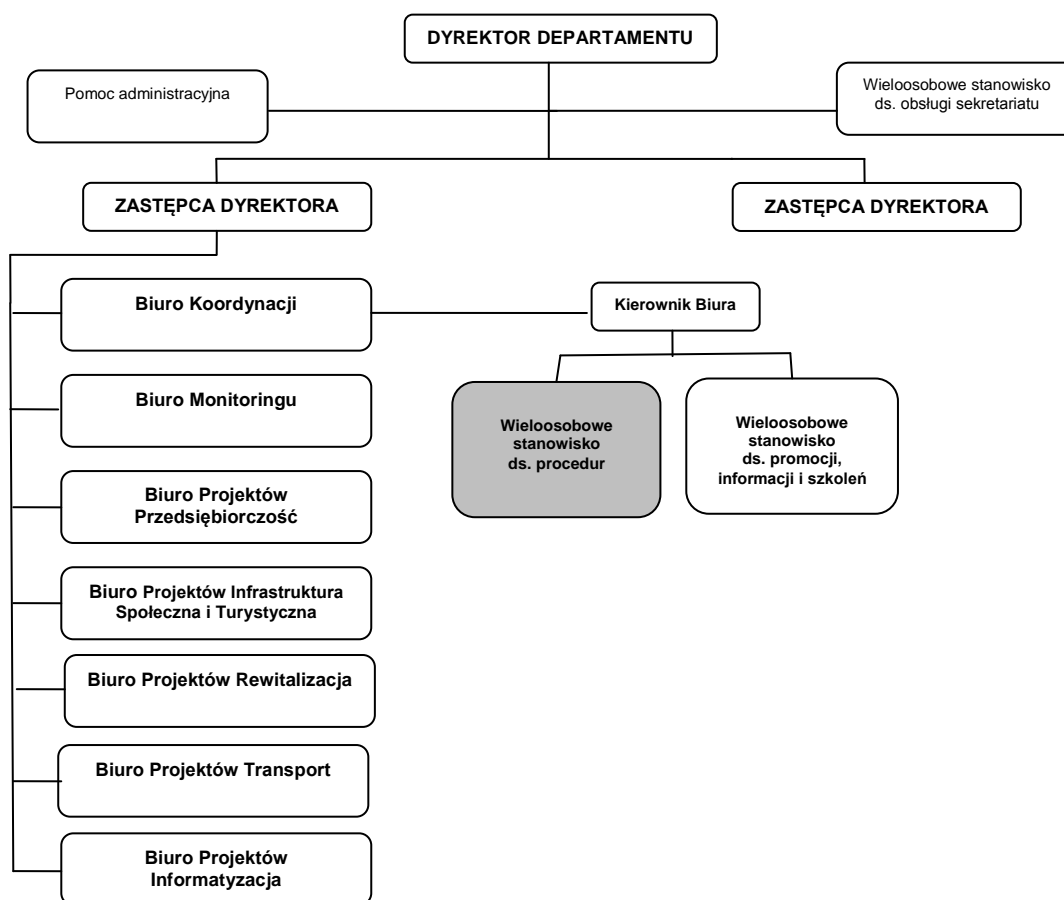 DYREKTOR DEPARTAMENTU
Pomoc administracyjna
Wieloosobowe stanowisko
ds. obsługi sekretariatu
ZASTĘPCA DYREKTORA
ZASTĘPCA DYREKTORA
Biuro Koordynacji
Kierownik Biura
Biuro Monitoringu
Wieloosobowe
stanowisko
ds. procedur
Wieloosobowe
stanowisko
ds. promocji,
informacji i szkoleń
Biuro Projektów
Przedsiębiorczość
Biuro Projektów Infrastruktura
Społeczna i Turystyczna
Biuro Projektów Rewitalizacja
Biuro Projektów Transport
Biuro Projektów
Informatyzacja